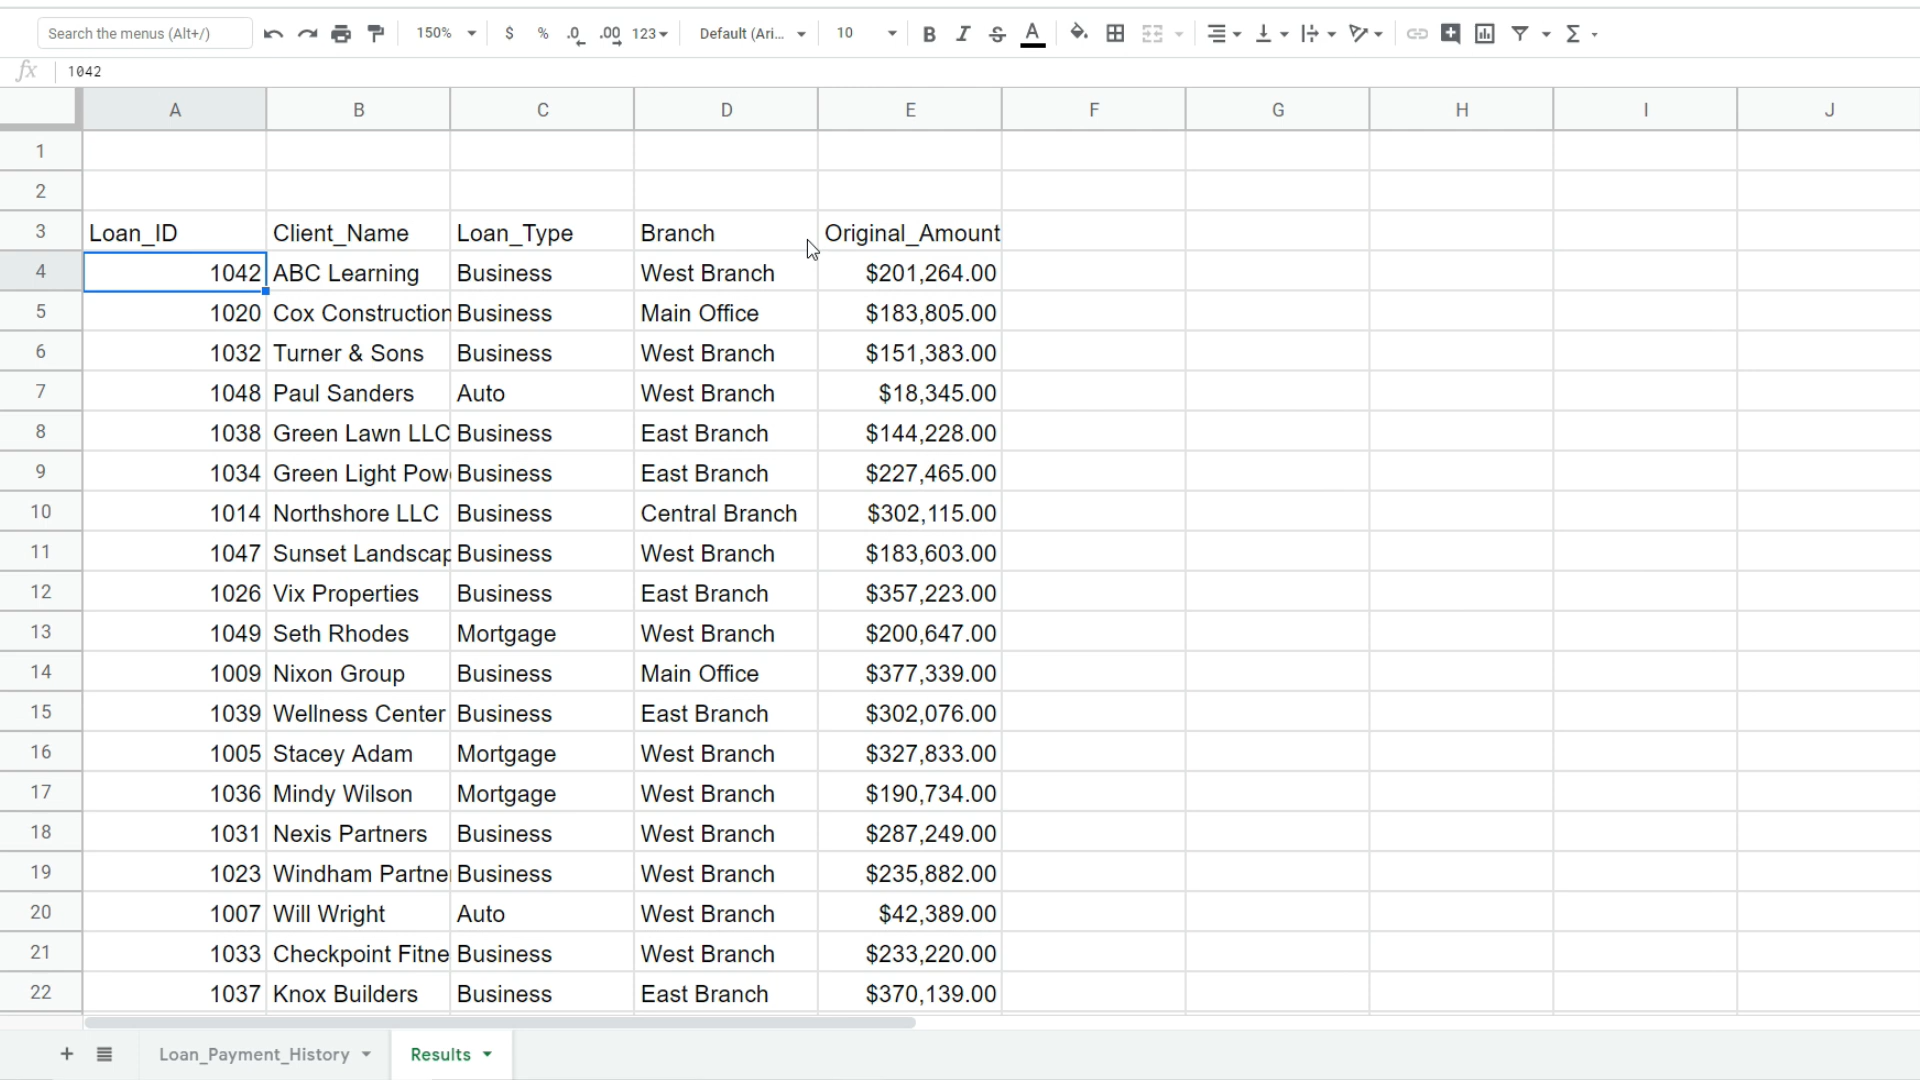 Search the menus (Alt+/) 150% $ % .0 .00 123 Default (Ari... 10 B I S A
fx 1042
A B C D E F G H I J
1
2
3 Loan_ID Client_Name Loan_Type Branch Original_Amount
4 1042 ABC Learning Business West Branch $201,264.00
5 1020 Cox Construction Business Main Office $183,805.00
6 1032 Turner & Sons Business West Branch $151,383.00
7 1048 Paul Sanders Auto West Branch $18,345.00
8 1038 Green Lawn LLC Business East Branch $144,228.00
9 1034 Green Light Pow Business East Branch $227,465.00
10 1014 Northshore LLC Business Central Branch $302,115.00
11 1047 Sunset Landscap Business West Branch $183,603.00
12 1026 Vix Properties Business East Branch $357,223.00
13 1049 Seth Rhodes Mortgage West Branch $200,647.00
14 1009 Nixon Group Business Main Office $377,339.00
15 1039 Wellness Center Business East Branch $302,076.00
16 1005 Stacey Adam Mortgage West Branch $327,833.00
17 1036 Mindy Wilson Mortgage West Branch $190,734.00
18 1031 Nexis Partners Business West Branch $287,249.00
19 1023 Windham Partne Business West Branch $235,882.00
20 1007 Will Wright Auto West Branch $42,389.00
21 1033 Checkpoint Fitne Business West Branch $233,220.00
22 1037 Knox Builders Business East Branch $370,139.00
+ Loan_Payment_History Results